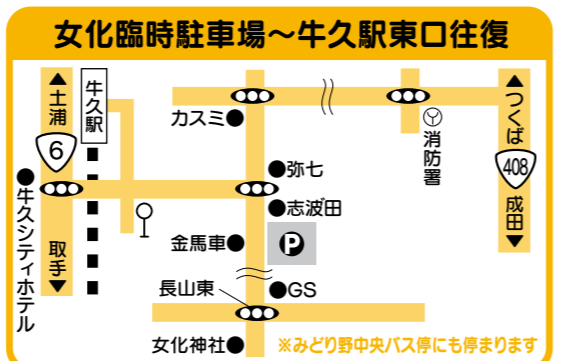 女化臨時駐車場～牛久駅東口往復
▲土浦
6
取手▼
牛久駅
●牛久シティホテル
カスミ●
消防署
▲つくば
408
成田▼
●弥七
●志波田
金馬車●
P
長山東
●GS
女化神社●
※みどり野中央バス停にも停まります